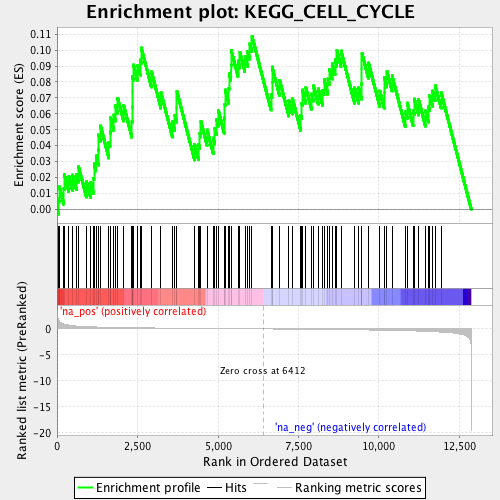 Enrichment plot: KEGG_CELL_CYCLE
Enrichment score (ES)
0.11
0.10
0.09
0.08
0.07
0.06
0.05
0.04
0.03
0.02
0.01
0.00
'na_pos' (positively correlated)
Ranked list metric (PreRanked)
0
-5
-10
-15
-20
Zero cross at 6412
'na_neg' (negatively correlated)
0
2,500
5,000
7,500
10,000
12,500
Rank in Ordered Dataset
Enrichment profile
Hits
Ranking metric scores